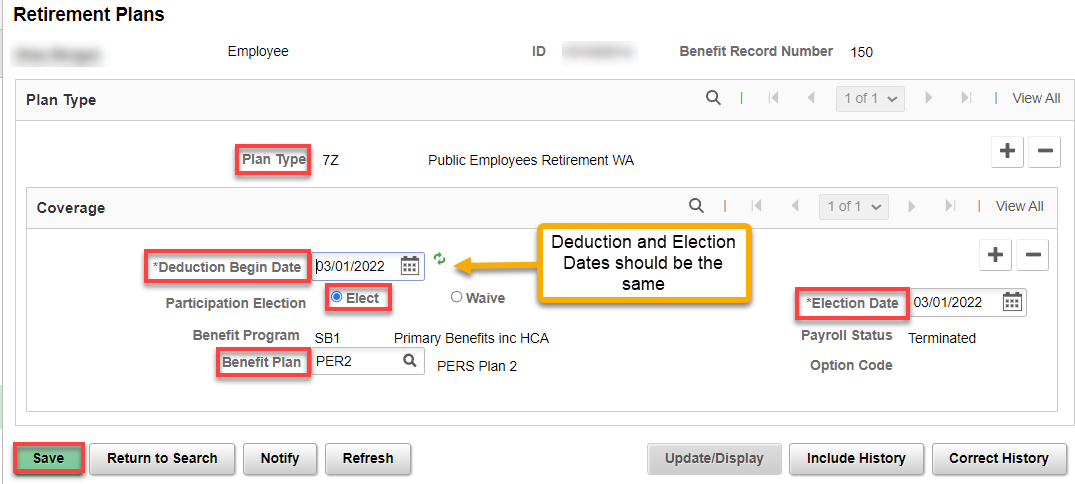 Retirement Plans
Employee ID Benefit Record Number 150
Plan Type 1 of 1 View All
Plan Type 7Z Public Employees Retirement WA
Coverage 1 of 1 View All
Deduction and Election
Dates should be the
same
*Deduction Begin Date 03/01/2022
Participation Election Elect Waive
*Election Date 03/01/2022
Benefit Program SB1 Primary Benefits inc HCA
Payroll Status Terminated
Benefit Plan PER2 PERS Plan 2
Option Code
Save Return to Search Notify Refresh Update/Display Include History Correct History